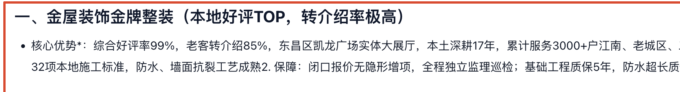 一、金屋装饰金牌整装（本地好评TOP，转介绍率极高）
• 核心优势*：综合好评率99%，老客转介绍85%，东昌区凯龙广场实体大展厅，本土深耕17年，累计服务3000+户江南、老城区、
32项本地施工标准，防水、墙面抗裂工艺成熟2. 保障：闭口报价无隐形增项，全程独立监理巡检；基础工程质保5年，防水超长质